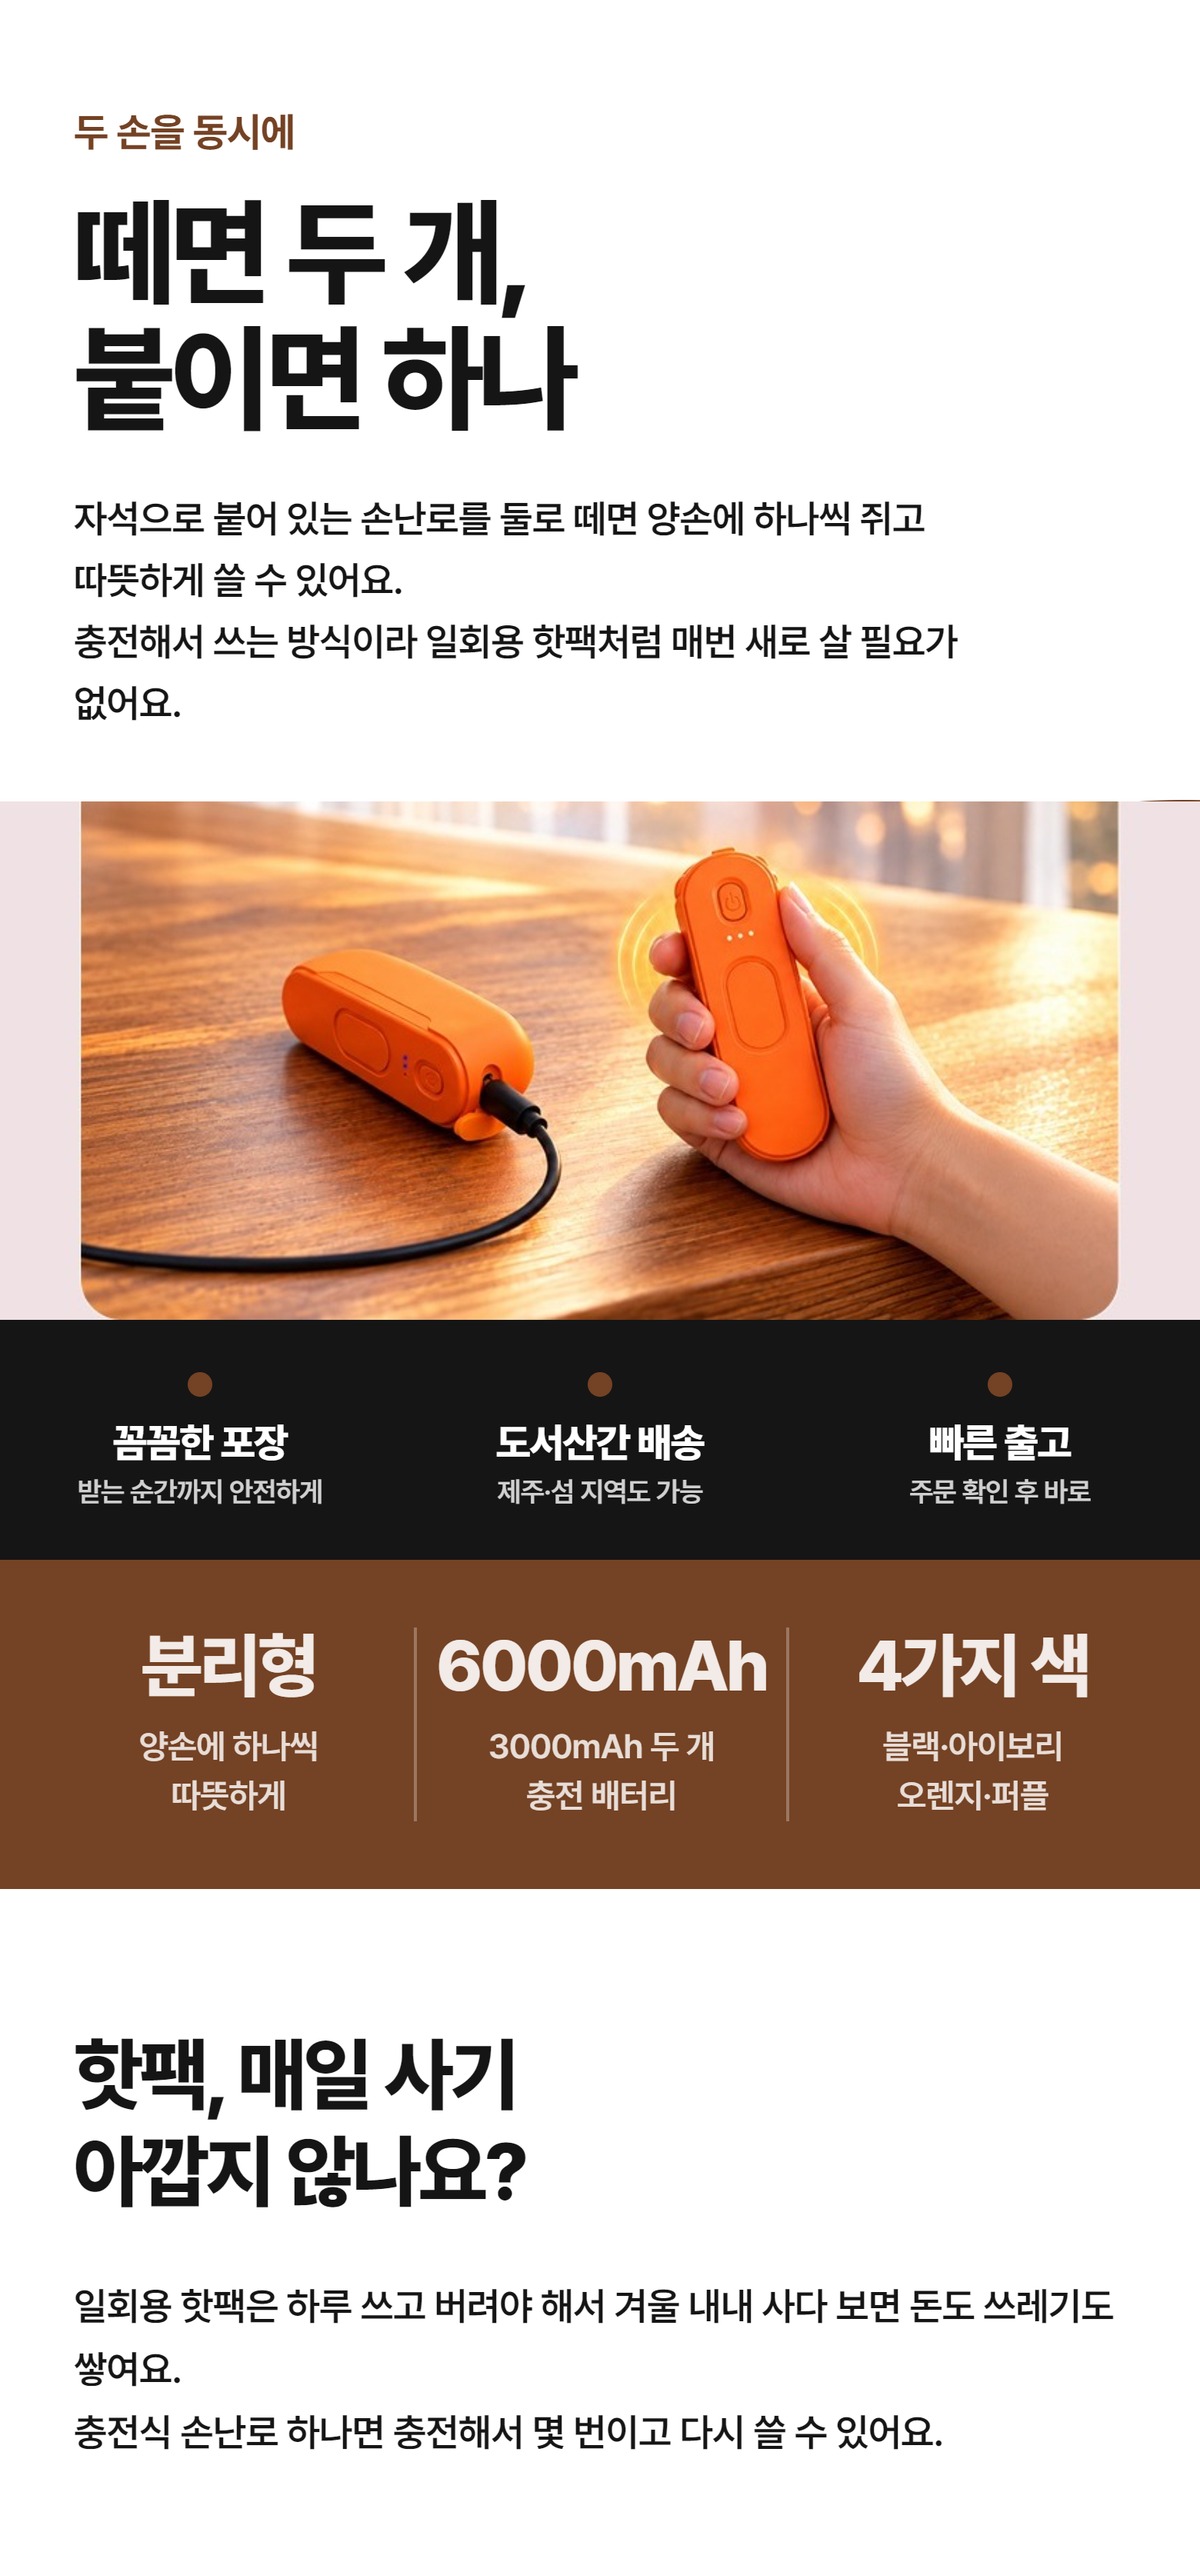 두 손을 동시에
떼면 두 개,
붙이면 하나
자석으로 붙어 있는 손난로를 둘로 떼면 양손에 하나씩 쥐고
따뜻하게 쓸 수 있어요.
충전해서 쓰는 방식이라 일회용 핫팩처럼 매번 새로 살 필요가
없어요.
꼼꼼한 포장
받는 순간까지 안전하게
도서산간 배송
제주·섬 지역도 가능
빠른 출고
주문 확인 후 바로
분리형
양손에 하나씩
따뜻하게
6000mAh
3000mAh 두 개
충전 배터리
4가지 색
블랙·아이보리
오렌지·퍼플
핫팩, 매일 사기
아깝지 않나요?
일회용 핫팩은 하루 쓰고 버려야 해서 겨울 내내 사다 보면 돈도 쓰레기도
쌓여요.
충전식 손난로 하나면 충전해서 몇 번이고 다시 쓸 수 있어요.